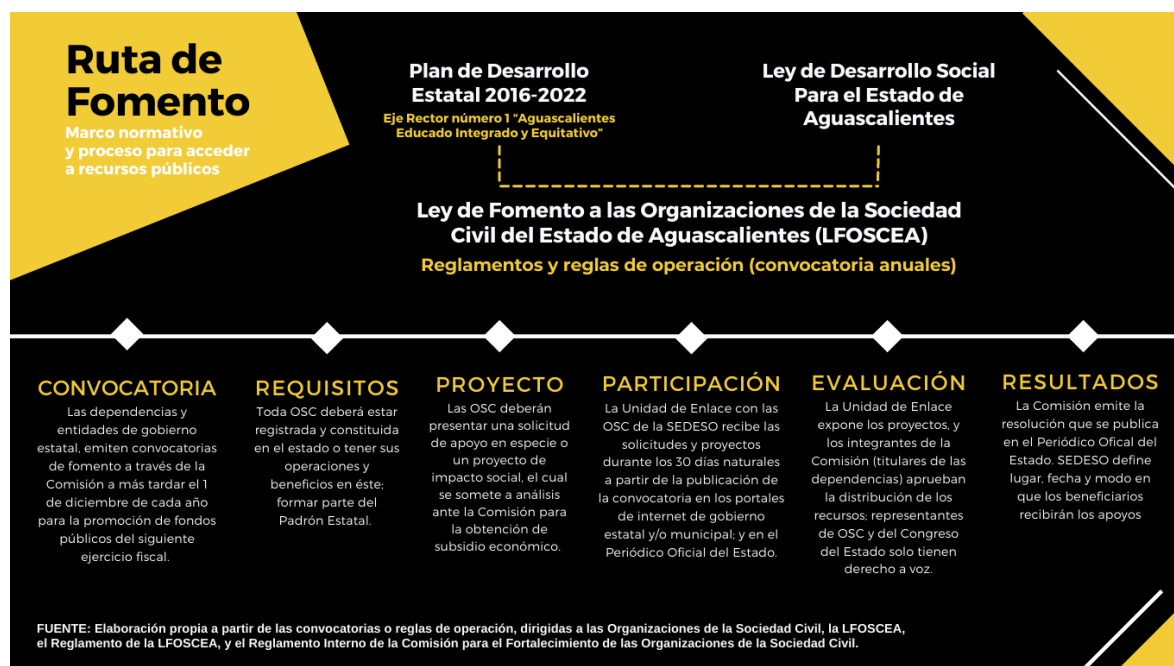 Ruta de
Fomento
Marco normativo
y proceso para acceder
a recursos públicos
Plan de Desarrollo
Estatal 2016-2022
Eje Rector número 1 “Aguascalientes
Educado Integrado y Equitativo”
Ley de Desarrollo Social
Para el Estado de
Aguascalientes
Ley de Fomento a las Organizaciones de la Sociedad
Civil del Estado de Aguascalientes (LFOSCEA)
Reglamentos y reglas de operación (convocatoria anuales)
CONVOCATORIA
Las dependencias y
entidades de gobierno
estatal, emiten convocatorias
de fomento a través de la
Comisión a más tardar el 1
de diciembre de cada año
para la promoción de fondos
públicos del siguiente
ejercicio fiscal.
REQUISITOS
Toda OSC deberá estar
registrada y constituida
en el estado o tener sus
operaciones y
beneficios en éste;
formar parte del
Padrón Estatal.
PROYECTO
Las OSC deberán
presentar una solicitud
de apoyo en especie o
un proyecto de
impacto social, el cual
se somete a análisis
ante la Comisión para
la obtención de
subsidio económico.
PARTICIPACIÓN
La Unidad de Enlace con las
OSC de la SEDESO recibe las
solicitudes y proyectos
durante los 30 días naturales
a partir de la publicación de
la convocatoria en los portales
de internet de gobierno
estatal y/o municipal; y en el
Periódico Oficial del Estado.
EVALUACIÓN
La Unidad de Enlace
expone los proyectos, y
los integrantes de la
Comisión (titulares de las
dependencias) aprueban
la distribución de los
recursos; representantes
de OSC y del Congreso
del Estado solo tienen
derecho a voz.
RESULTADOS
La Comisión emite la
resolución que se publica
en el Periódico Ofical del
Estado. SEDESO define
lugar, fecha y modo en
que los beneficiarios
recibirán los apoyos
FUENTE: Elaboración propia a partir de las convocatorias o reglas de operación, dirigidas a las Organizaciones de la Sociedad Civil, la LFOSCEA,
el Reglamento de la LFOSCEA, y el Reglamento Interno de la Comisión para el Fortalecimiento de las Organizaciones de la Sociedad Civil.